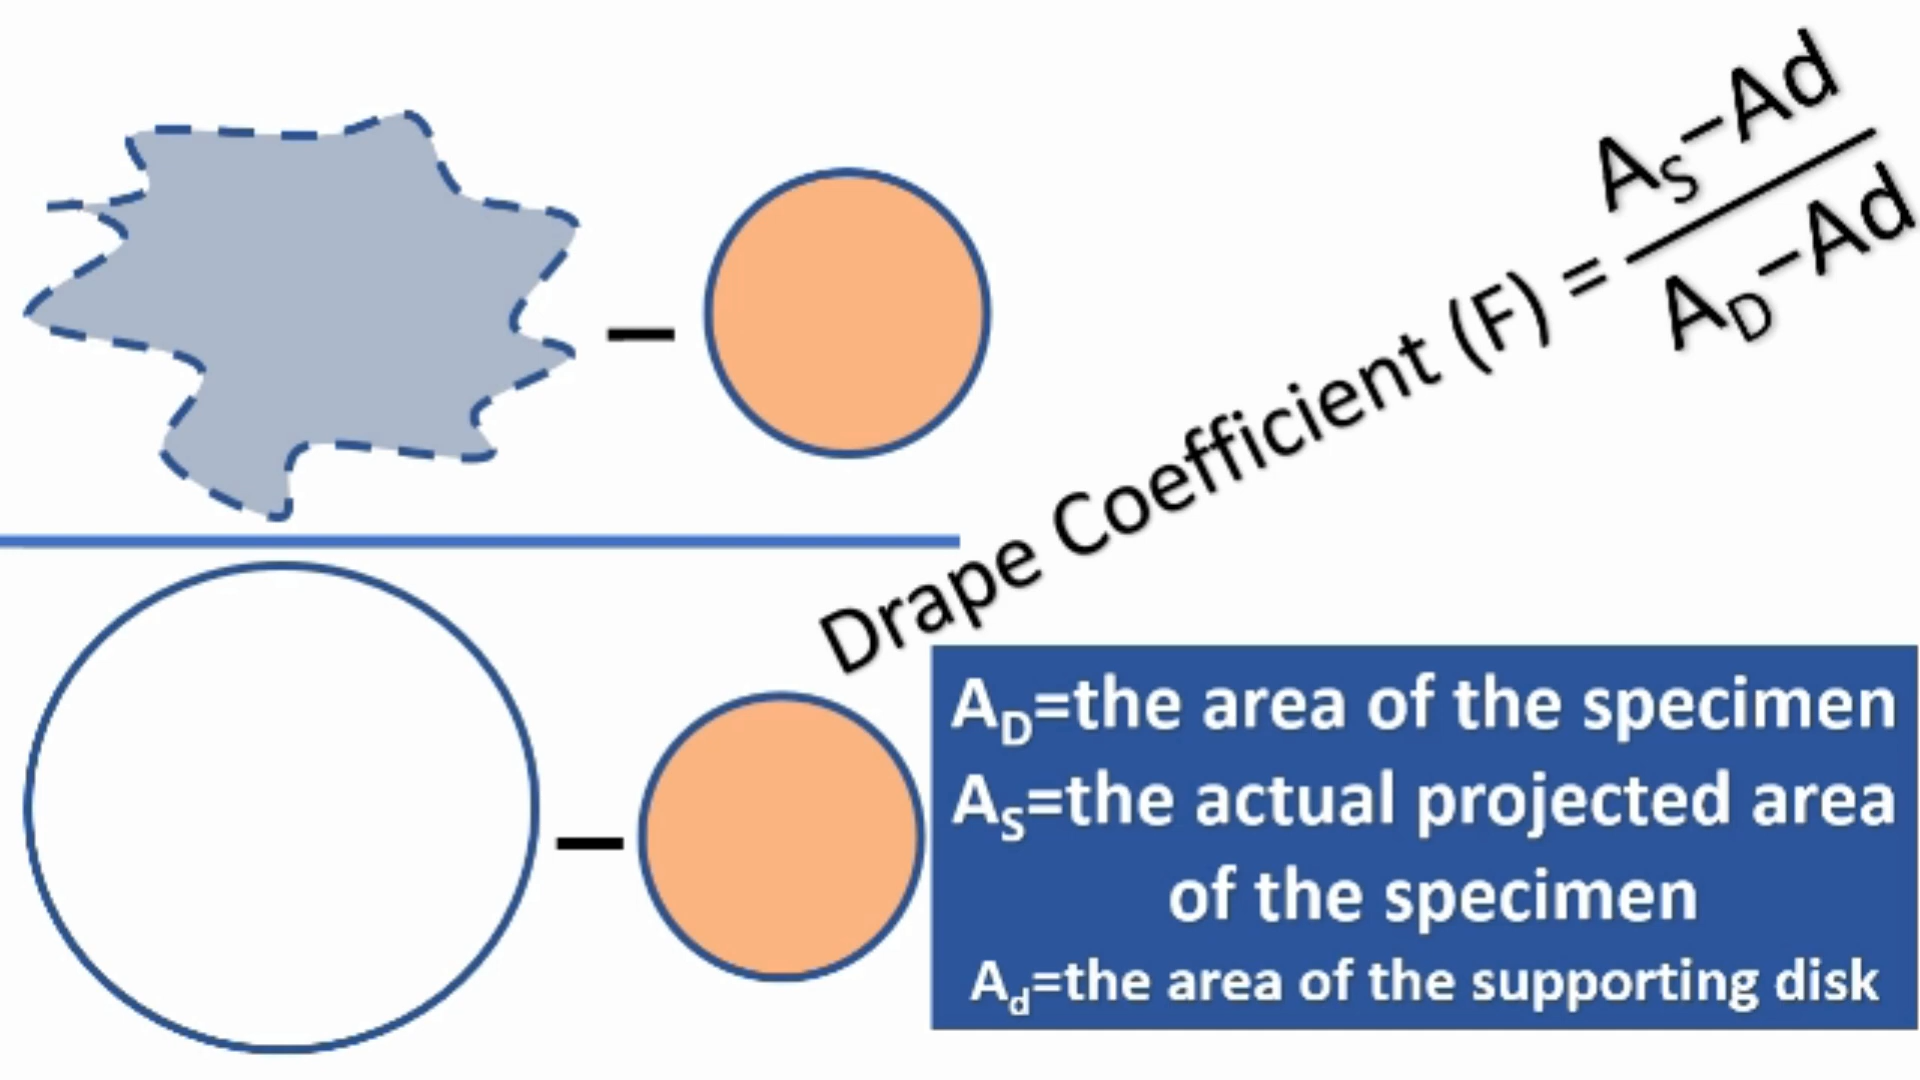 Drape Coefficient (F) = A_S−Ad / A_D−Ad
A_D=the area of the specimen
A_S=the actual projected area
of the specimen
A_d=the area of the supporting disk